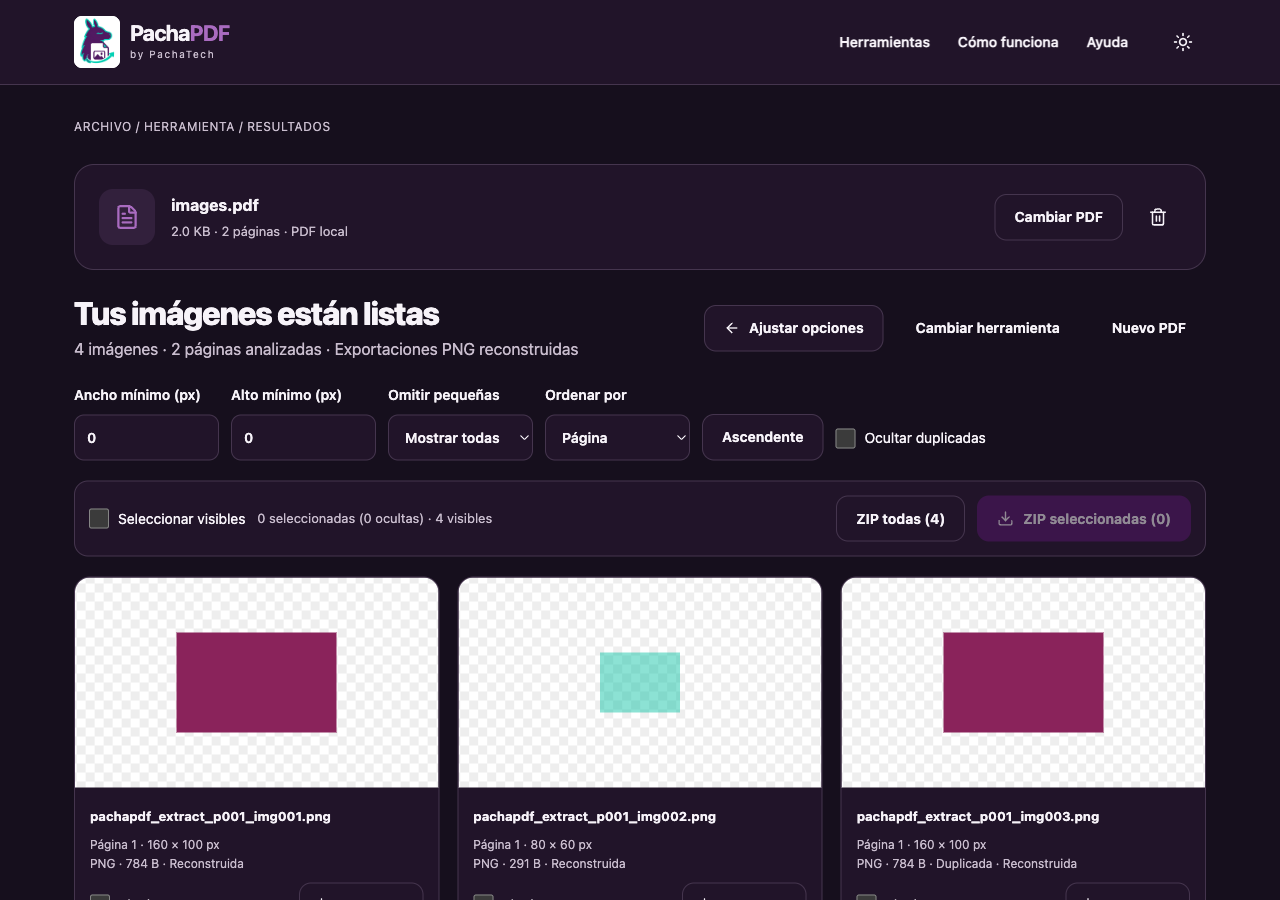 PachaPDF
by PachaTech
Herramientas
Cómo funciona
Ayuda
ARCHIVO / HERRAMIENTA / RESULTADOS
images.pdf
2.0 KB · 2 páginas · PDF local
Cambiar PDF
Tus imágenes están listas
4 imágenes · 2 páginas analizadas · Exportaciones PNG reconstruidas
Ajustar opciones
Cambiar herramienta
Nuevo PDF
Ancho mínimo (px)
Alto mínimo (px)
Omitir pequeñas
Ordenar por
0
0
Mostrar todas
Página
Ascendente
Ocultar duplicadas
Seleccionar visibles
0 seleccionadas (0 ocultas) · 4 visibles
ZIP todas (4)
ZIP seleccionadas (0)
pachapdf_extract_p001_img001.png
Página 1 · 160 × 100 px
PNG · 784 B · Reconstruida
pachapdf_extract_p001_img002.png
Página 1 · 80 × 60 px
PNG · 291 B · Reconstruida
pachapdf_extract_p001_img003.png
Página 1 · 160 × 100 px
PNG · 784 B · Duplicada · Reconstruida